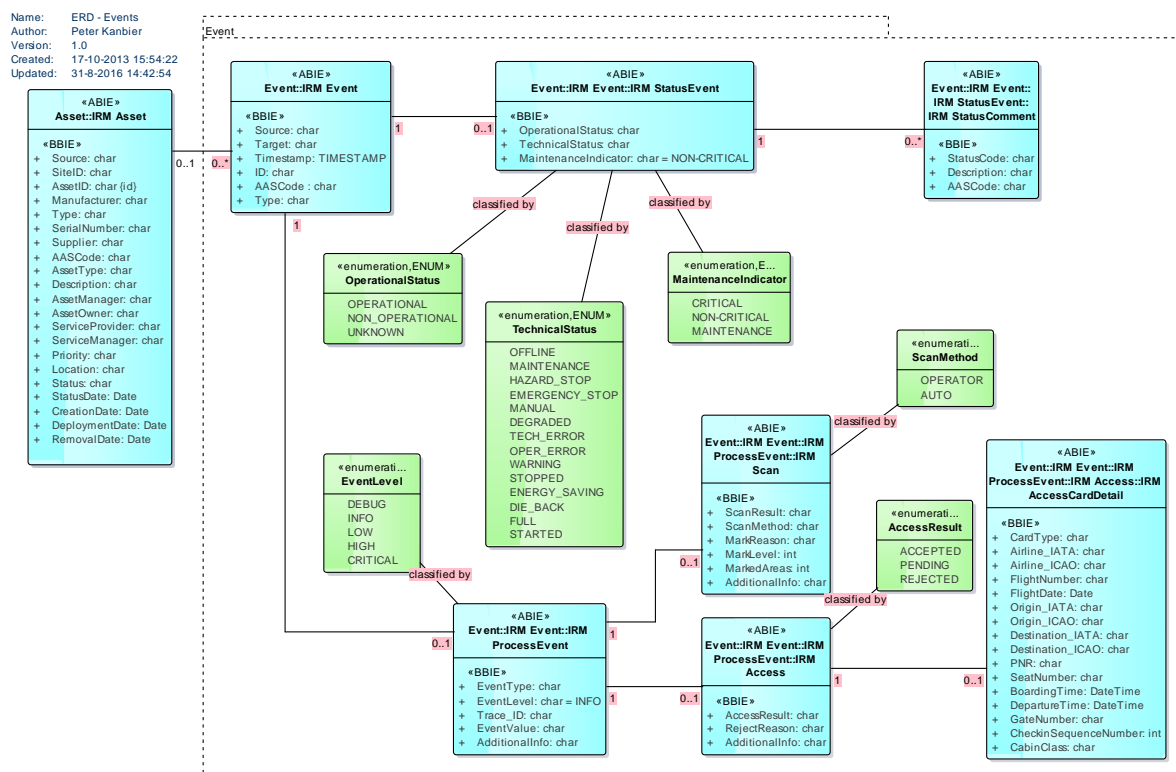 Name: ERD - Events
Author: Peter Kanbier
Version: 1.0
Created: 17-10-2013 15:54:22
Updated: 31-8-2016 14:42:54
Event
«ABIE»
Asset::IRM Asset
«BBIE»
+ Source: char
+ SiteID: char
+ AssetID: char {id}
+ Manufacturer: char
+ Type: char
+ SerialNumber: char
+ Supplier: char
+ AASCode: char
+ AssetType: char
+ Description: char
+ AssetManager: char
+ AssetOwner: char
+ ServiceProvider: char
+ ServiceManager: char
+ Priority: char
+ Location: char
+ Status: char
+ StatusDate: Date
+ CreationDate: Date
+ DeploymentDate: Date
+ RemovalDate: Date
0..1
0..*
«ABIE»
Event::IRM Event
«BBIE»
+ Source: char
+ Target: char
+ Timestamp: TIMESTAMP
+ ID: char
+ AASCode : char
+ Type: char
1
0..1
1
«ABIE»
Event::IRM Event::IRM StatusEvent
«BBIE»
+ OperationalStatus: char
+ TechnicalStatus: char
+ MaintenanceIndicator: char = NON-CRITICAL
1
0..*
«ABIE»
Event::IRM Event::
IRM StatusEvent::
IRM StatusComment
«BBIE»
+ StatusCode: char
+ Description: char
+ AASCode: char
classified by
classified by
classified by
«enumeration,ENUM»
OperationalStatus
OPERATIONAL
NON_OPERATIONAL
UNKNOWN
«enumeration,ENUM»
TechnicalStatus
OFFLINE
MAINTENANCE
HAZARD_STOP
EMERGENCY_STOP
MANUAL
DEGRADED
TECH_ERROR
OPER_ERROR
WARNING
STOPPED
ENERGY_SAVING
DIE_BACK
FULL
STARTED
«enumeration,E...
MaintenanceIndicator
CRITICAL
NON-CRITICAL
MAINTENANCE
«enumerati...
ScanMethod
OPERATOR
AUTO
classified by
«ABIE»
Event::IRM Event::IRM
ProcessEvent::IRM
Scan
«BBIE»
+ ScanResult: char
+ ScanMethod: char
+ MarkReason: char
+ MarkLevel: int
+ MarkedAreas: int
+ AdditionalInfo: char
0..1
«enumerati...
EventLevel
DEBUG
INFO
LOW
HIGH
CRITICAL
classified by
«enumerati...
AccessResult
ACCEPTED
PENDING
REJECTED
classified by
0..1
«ABIE»
Event::IRM Event::IRM
ProcessEvent
«BBIE»
+ EventType: char
+ EventLevel: char = INFO
+ Trace_ID: char
+ EventValue: char
+ AdditionalInfo: char
1
1
0..1
«ABIE»
Event::IRM Event::IRM
ProcessEvent::IRM
Access
«BBIE»
+ AccessResult: char
+ RejectReason: char
+ AdditionalInfo: char
1
0..1
«ABIE»
Event::IRM Event::IRM
ProcessEvent::IRM Access::IRM
AccessCardDetail
«BBIE»
+ CardType: char
+ Airline_IATA: char
+ Airline_ICAO: char
+ FlightNumber: char
+ FlightDate: Date
+ Origin_IATA: char
+ Origin_ICAO: char
+ Destination_IATA: char
+ Destination_ICAO: char
+ PNR: char
+ SeatNumber: char
+ BoardingTime: DateTime
+ DepartureTime: DateTime
+ GateNumber: char
+ CheckinSequenceNumber: int
+ CabinClass: char